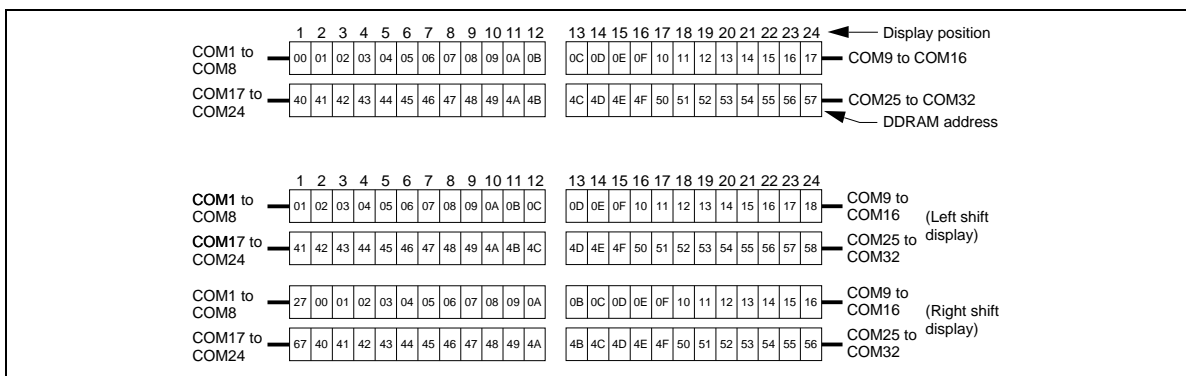 1 2 3 4 5 6 7 8 9 10 11 12 13 14 15 16 17 18 19 20 21 22 23 24 Display position
COM1 to
COM8
00 01 02 03 04 05 06 07 08 09 0A 0B 0C 0D 0E 0F 10 11 12 13 14 15 16 17 COM9 to COM16
COM17 to
COM24
40 41 42 43 44 45 46 47 48 49 4A 4B 4C 4D 4E 4F 50 51 52 53 54 55 56 57 COM25 to COM32
DDRAM address
1 2 3 4 5 6 7 8 9 10 11 12 13 14 15 16 17 18 19 20 21 22 23 24
COM1 to
COM8
01 02 03 04 05 06 07 08 09 0A 0B 0C 0D 0E 0F 10 11 12 13 14 15 16 17 18
COM9 to
COM16
COM17 to
COM24
41 42 43 44 45 46 47 48 49 4A 4B 4C 4D 4E 4F 50 51 52 53 54 55 56 57 58
COM25 to
COM32
(Left shift
display)
COM1 to
COM8
27 00 01 02 03 04 05 06 07 08 09 0A 0B 0C 0D 0E 0F 10 11 12 13 14 15 16
COM9 to
COM16
COM17 to
COM24
67 40 41 42 43 44 45 46 47 48 49 4A 4B 4C 4D 4E 4F 50 51 52 53 54 55 56
COM25 to
COM32
(Right shift
display)